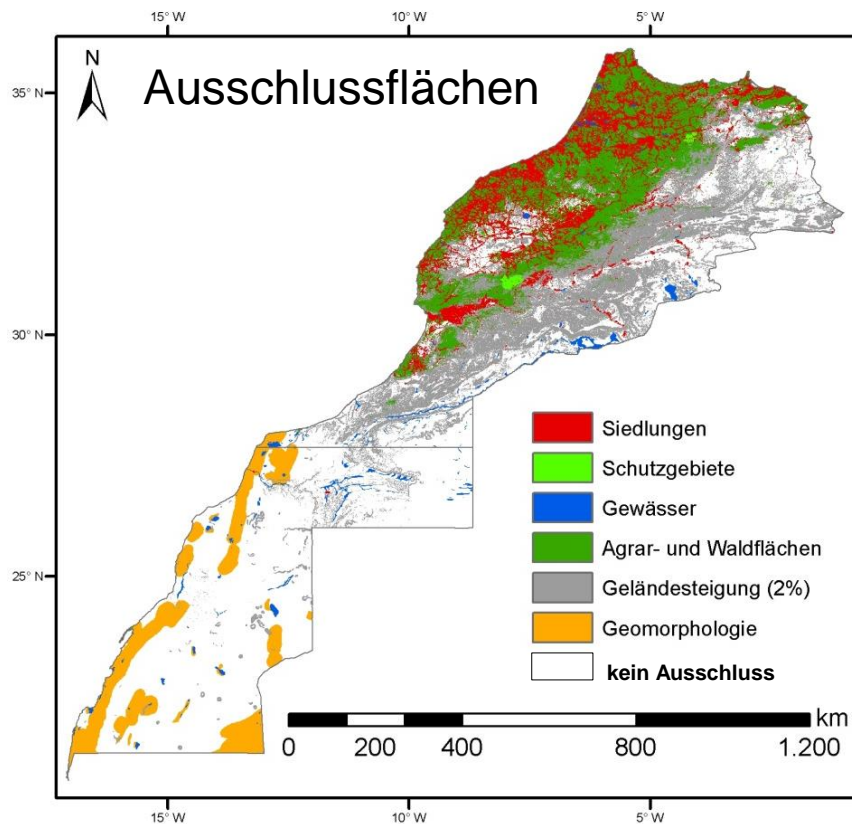 15° W 10° W 5° W
N
Ausschlussflächen
35° N
30° N
25° N
Siedlungen
Schutzgebiete
Gewässer
Agrar- und Waldflächen
Geländesteigung (2%)
Geomorphologie
kein Ausschluss
km
0 200 400 800 1.200
15° W 10° W 5° W